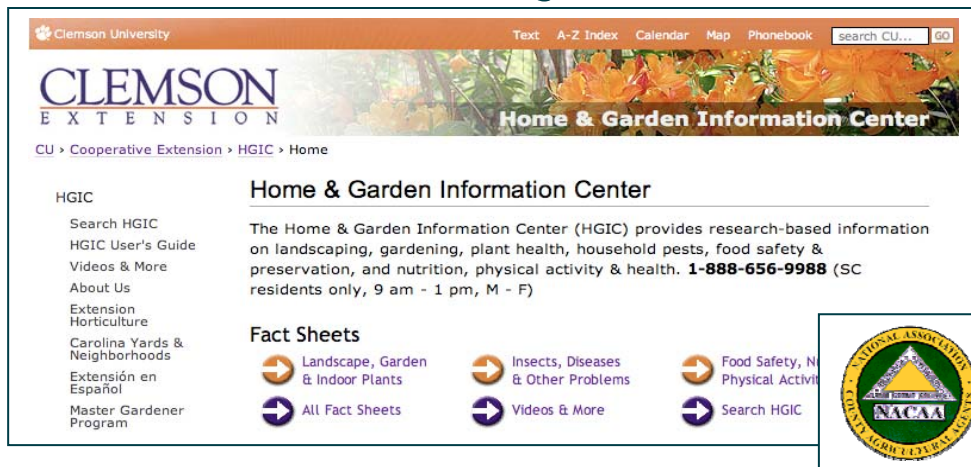 Clemson University
Text A-Z Index Calendar Map Phonebook search CU... GO
CLEMSON
EXTENSION
Home & Garden Information Center
CU › Cooperative Extension › HGIC › Home
HGIC
Search HGIC
HGIC User's Guide
Videos & More
About Us
Extension
Horticulture
Carolina Yards &
Neighborhoods
Extensión en
Español
Master Gardener
Program
Home & Garden Information Center
The Home & Garden Information Center (HGIC) provides research-based information
on landscaping, gardening, plant health, household pests, food safety &
preservation, and nutrition, physical activity & health. 1-888-656-9988 (SC
residents only, 9 am - 1 pm, M - F)
Fact Sheets
Landscape, Garden
& Indoor Plants
Insects, Diseases
& Other Problems
Food Safety,
Physical
All Fact Sheets
Videos & More
Search HGIC
NATIONAL ASSOCIATION
NACAA
COUNTY AGRICULTURAL AGENTS